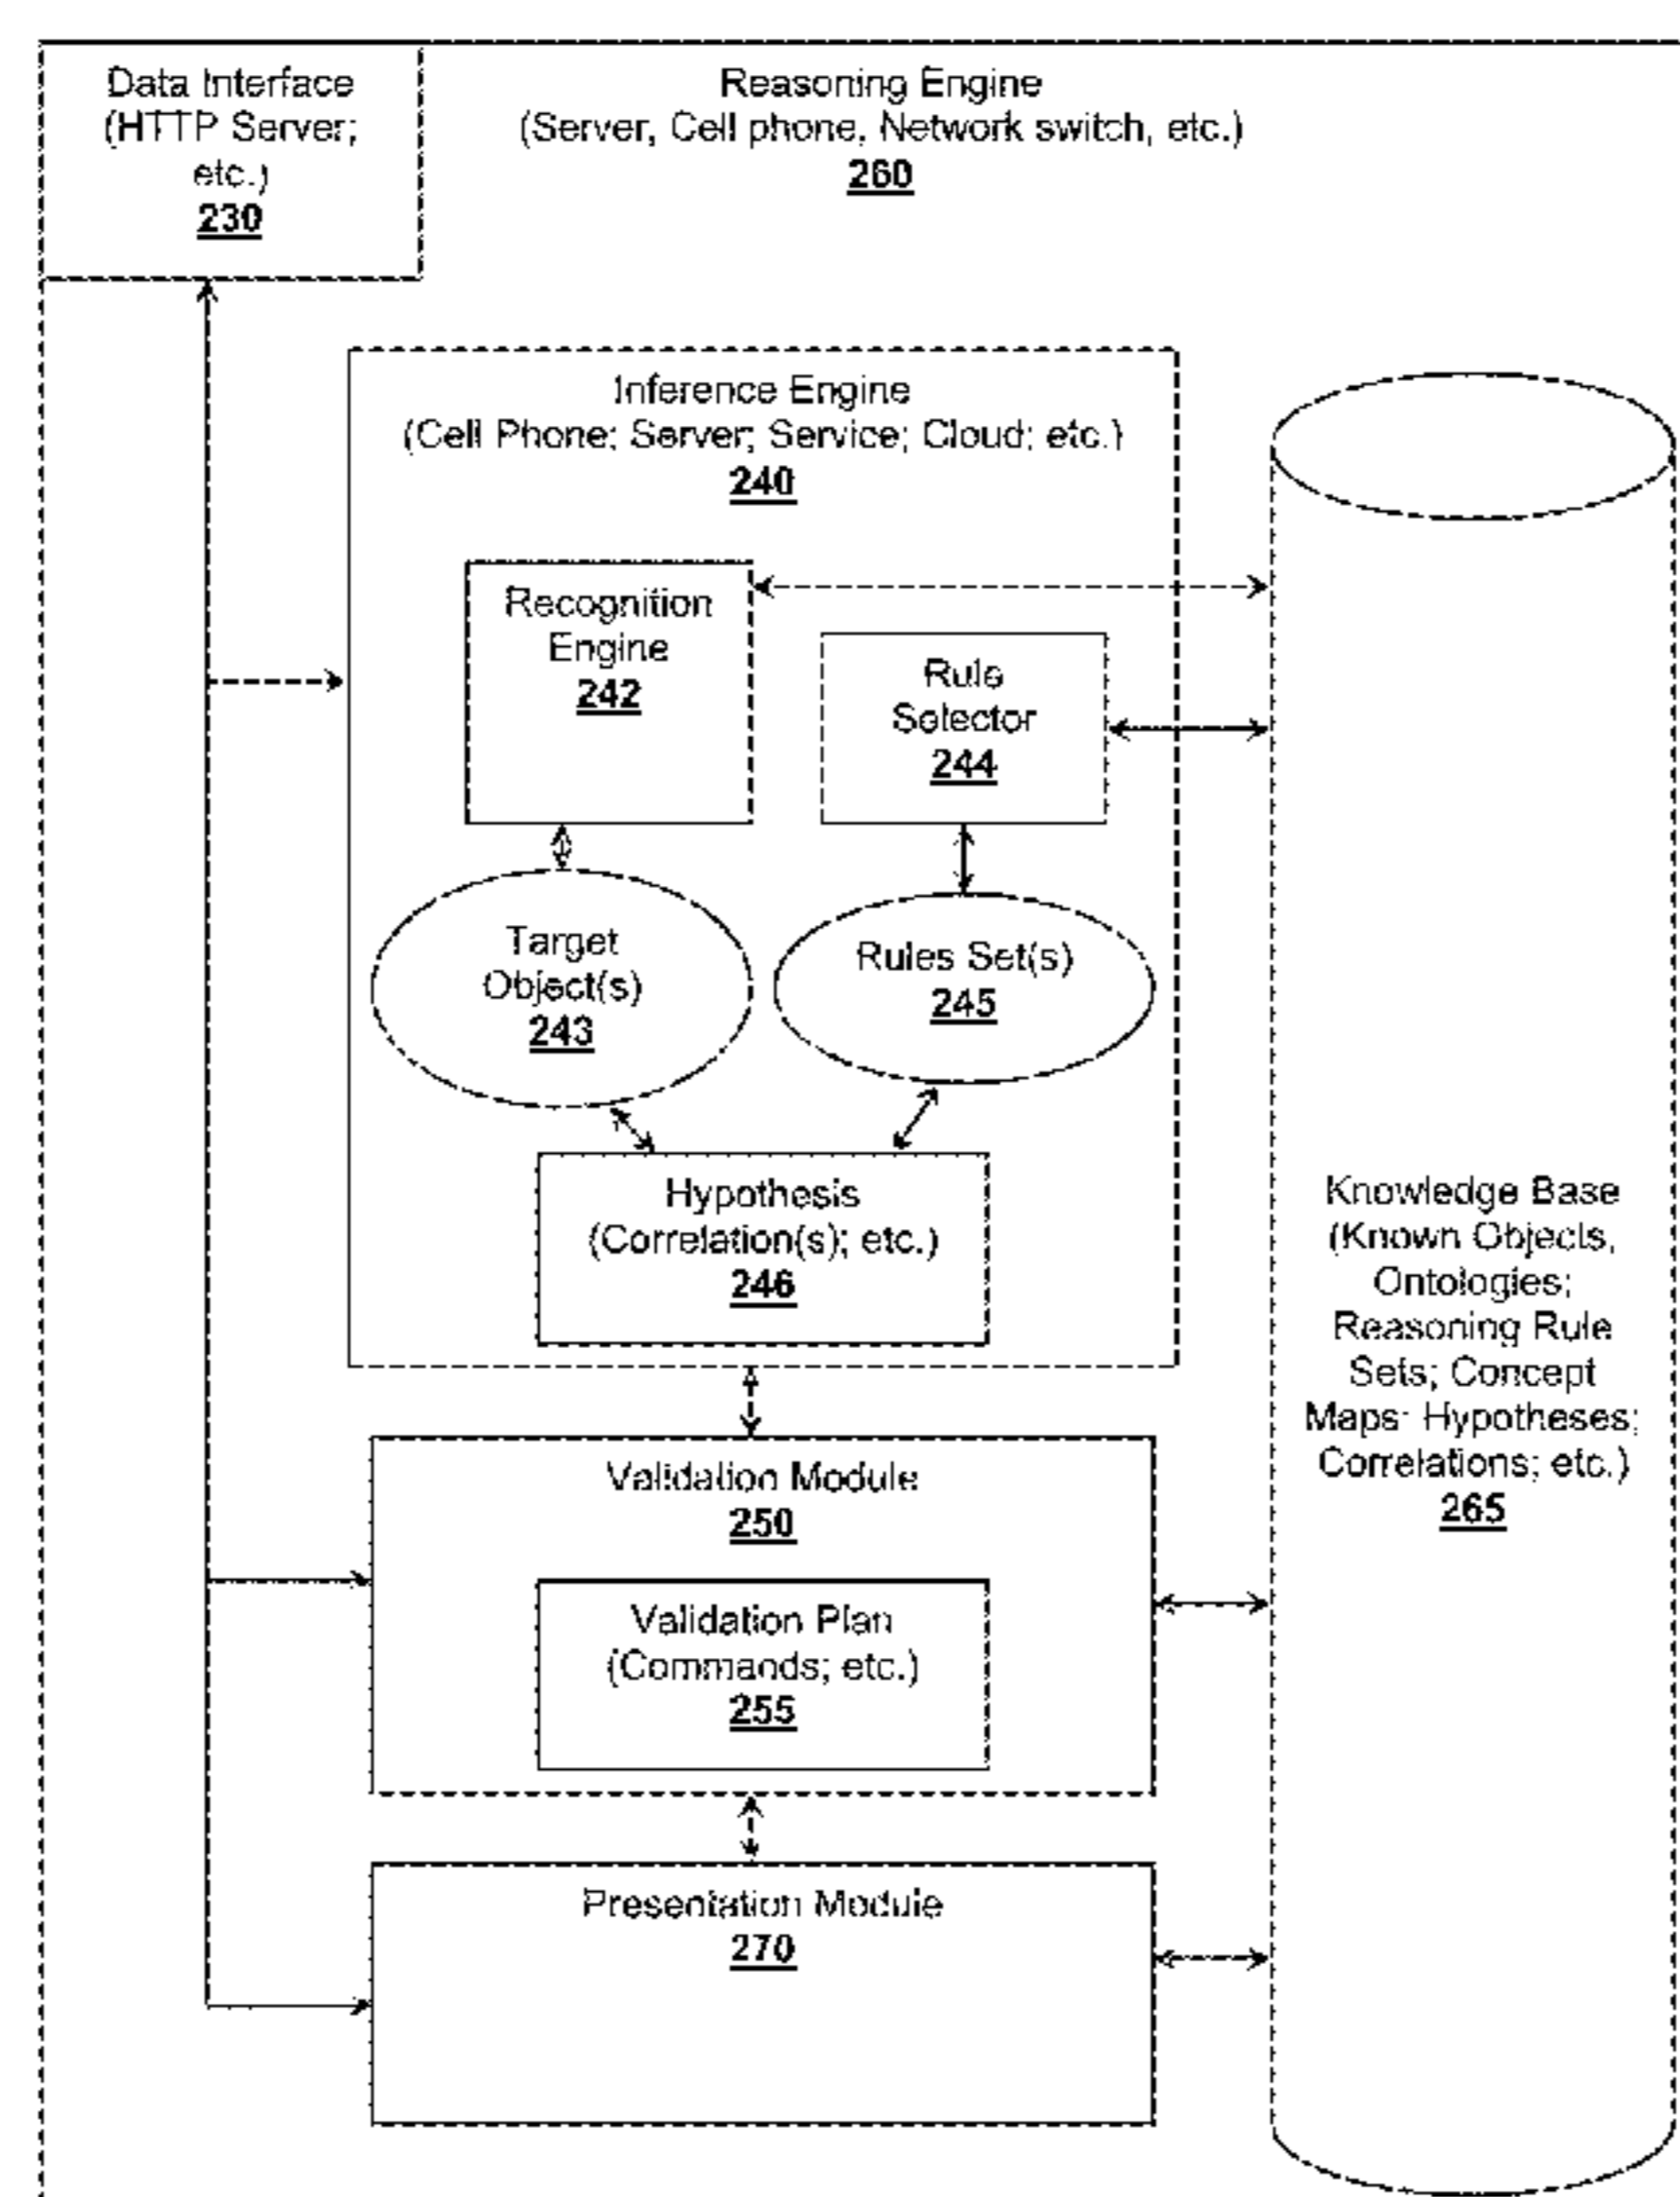 Data Interface
(HTTP Server;
etc.)
230
Reasoning Engine
(Server, Cell phone, Network switch, etc.)
260
Inference Engine
(Cell Phone; Server; Service; Cloud; etc.)
240
Recognition
Engine
242
Rule
Selector
244
Target
Object(s)
243
Rules Set(s)
245
Hypothesis
(Correlation(s); etc.)
246
Validation Module
250
Validation Plan
(Commands; etc.)
255
Presentation Module
270
Knowledge Base
(Known Objects,
Ontologies;
Reasoning Rule
Sets; Concept
Maps; Hypotheses;
Correlations; etc.)
265